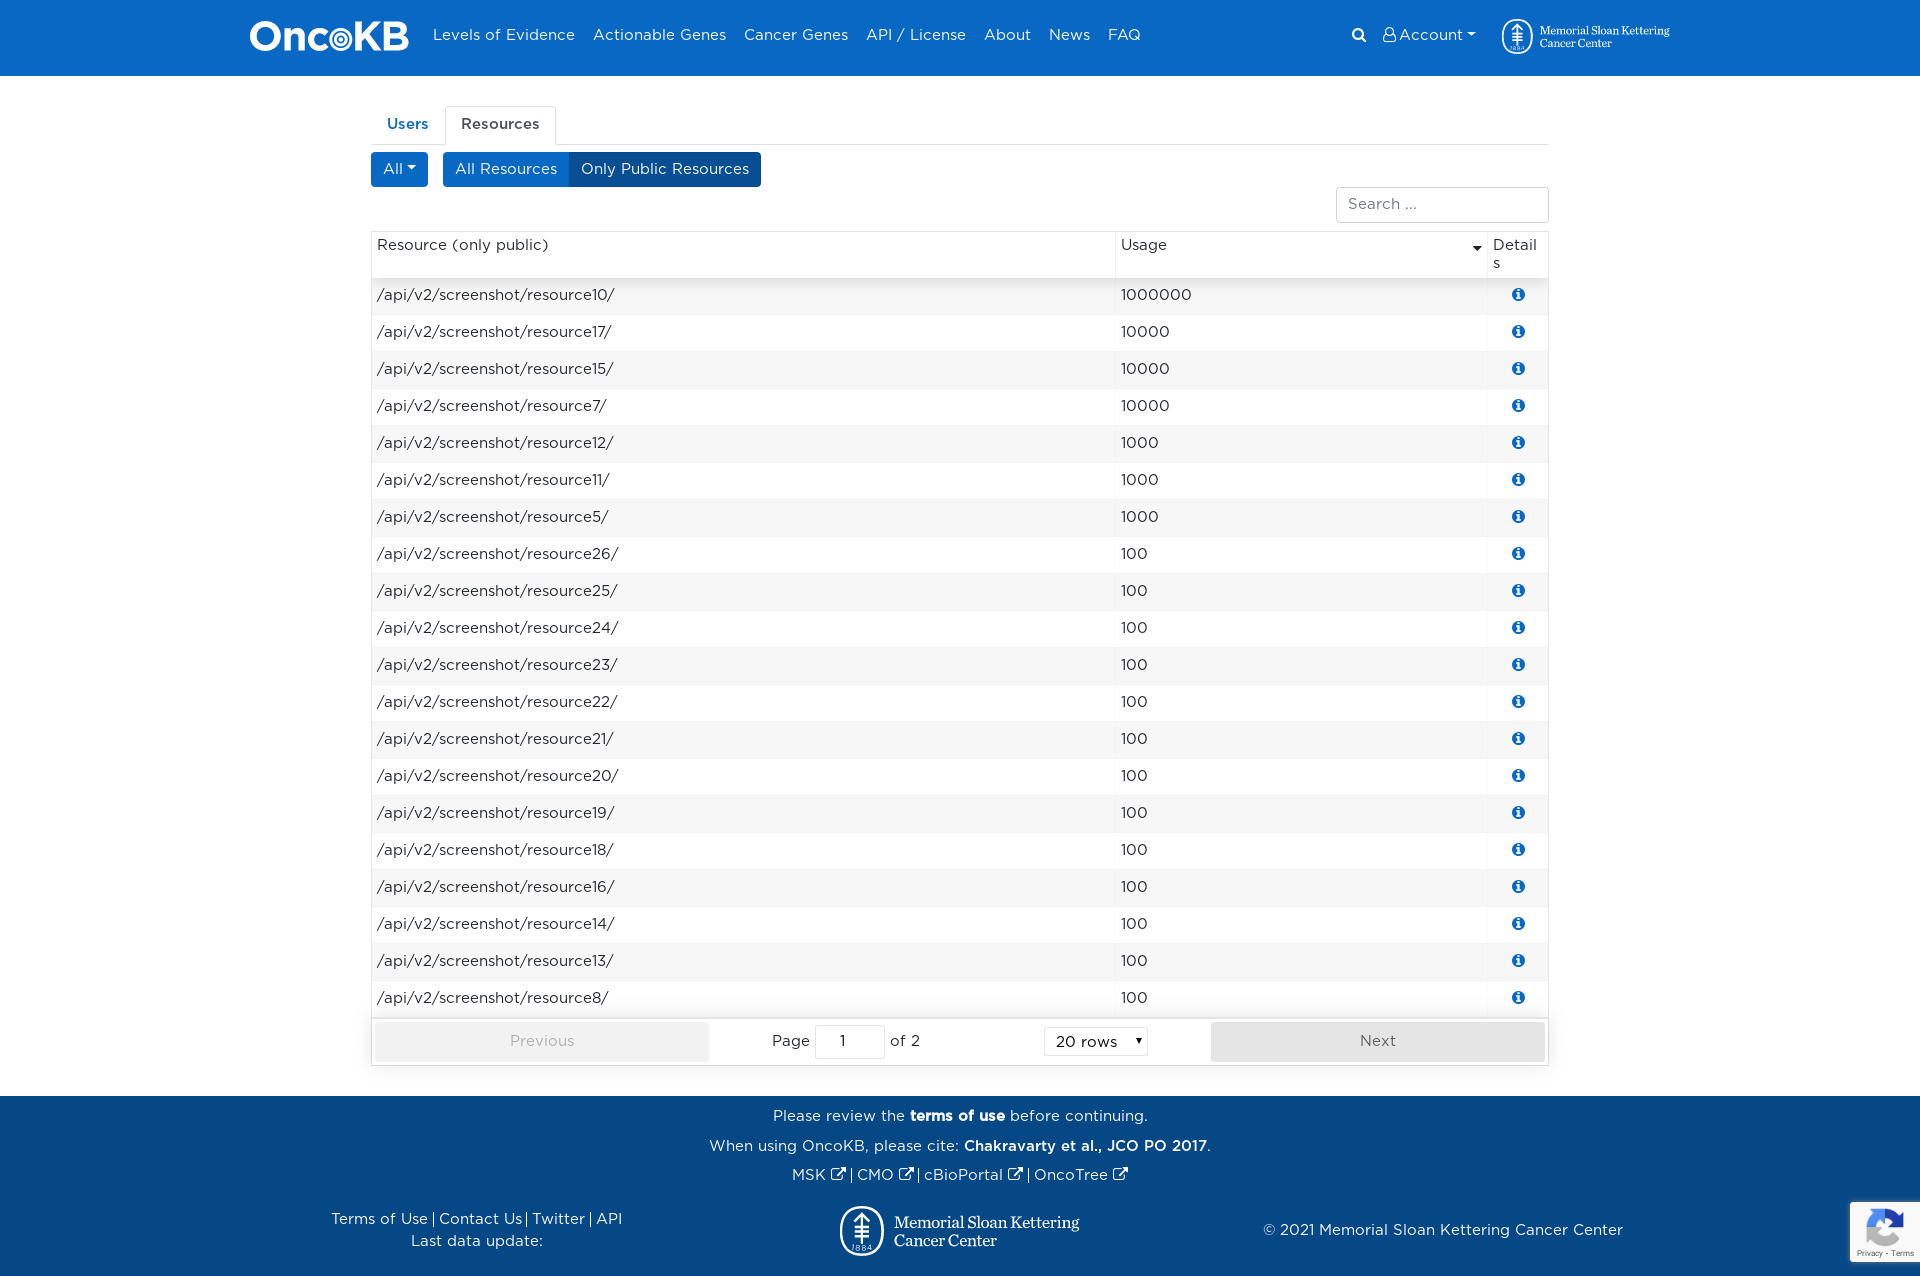 OncoKB Levels of Evidence Actionable Genes Cancer Genes API / License About News FAQ Account Memorial Sloan Kettering
Cancer Center
1884
Users Resources
All All Resources Only Public Resources
Search ...
Resource (only public) Usage Detail
s
/api/v2/screenshot/resource10/ 1000000
/api/v2/screenshot/resource17/ 10000
/api/v2/screenshot/resource15/ 10000
/api/v2/screenshot/resource7/ 10000
/api/v2/screenshot/resource12/ 1000
/api/v2/screenshot/resource11/ 1000
/api/v2/screenshot/resource5/ 1000
/api/v2/screenshot/resource26/ 100
/api/v2/screenshot/resource25/ 100
/api/v2/screenshot/resource24/ 100
/api/v2/screenshot/resource23/ 100
/api/v2/screenshot/resource22/ 100
/api/v2/screenshot/resource21/ 100
/api/v2/screenshot/resource20/ 100
/api/v2/screenshot/resource19/ 100
/api/v2/screenshot/resource18/ 100
/api/v2/screenshot/resource16/ 100
/api/v2/screenshot/resource14/ 100
/api/v2/screenshot/resource13/ 100
/api/v2/screenshot/resource8/ 100
Previous Page 1 of 2 20 rows Next
Please review the terms of use before continuing.
When using OncoKB, please cite: Chakravarty et al., JCO PO 2017.
MSK | CMO | cBioPortal | OncoTree
Terms of Use | Contact Us | Twitter | API
Last data update:
Memorial Sloan Kettering
Cancer Center
1884
© 2021 Memorial Sloan Kettering Cancer Center
Privacy - Terms